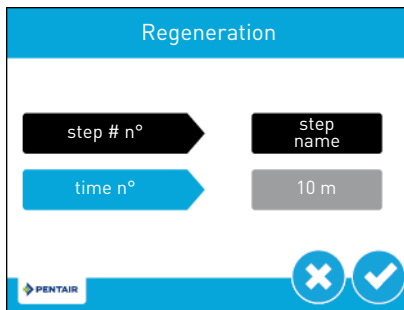 Regeneration
step # n°
step
name
time n°
10 m
PENTAIR